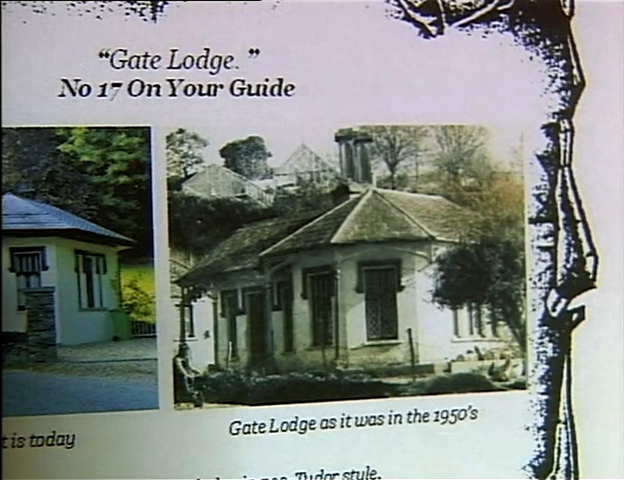 “Gate Lodge.”
No 17 On Your Guide
t is today
Gate Lodge as it was in the 1950's
Tudor style.